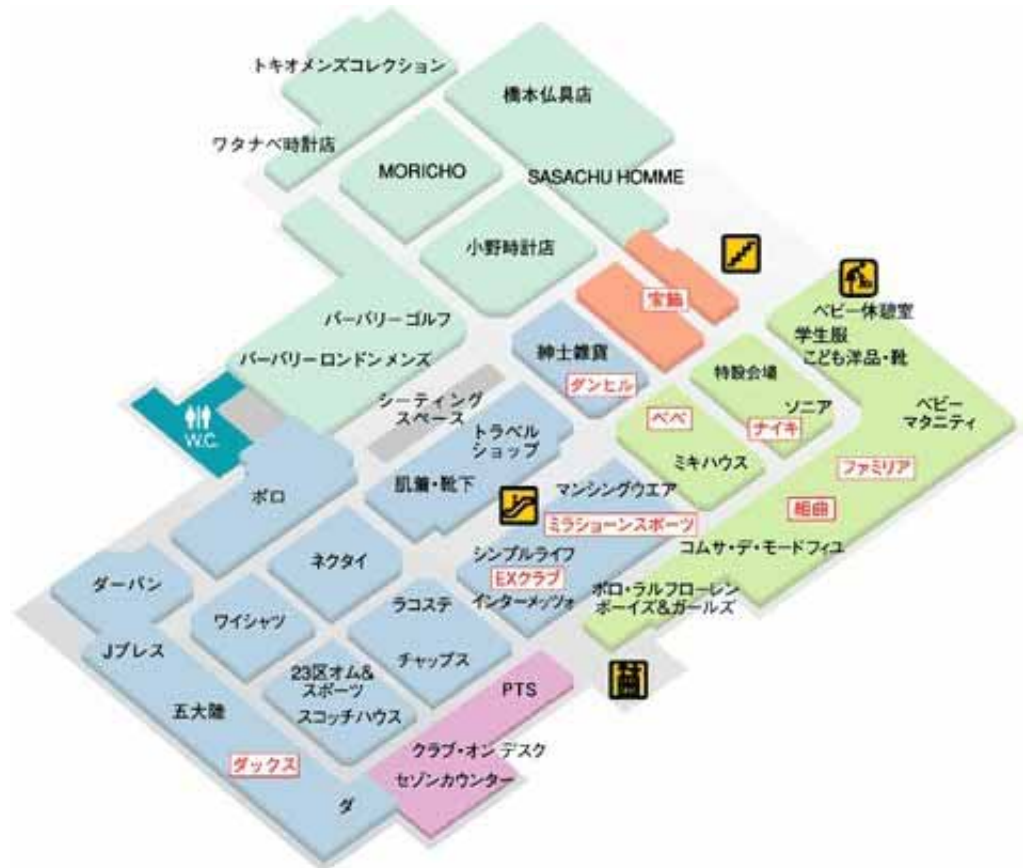 トキオメンズコレクション
橋本仏具店
ワタナベ時計店
MORICHO
SASACHU HOMME
小野時計店
宝飾
ベビー休憩室
学生服
こども洋品・靴
バーバリーゴルフ
バーバリーロンドンメンズ
紳士雑貨
ダンヒル
特設会場
ソニア
ナイキ
ベビー
マタニティ
シーティング
スペース
べべ
ミキハウス
ファミリア
W.C.
トラベル
ショップ
肌着・靴下
マンシングウエア
ミラショーンスポーツ
組曲
ポロ
コムサ・デ・モードフィユ
シンプルライフ
EXクラブ
インターメッツォ
ポロ・ラルフローレン
ボーイズ&ガールズ
ネクタイ
ダーバン
ワイシャツ
ラコステ
チャップス
Jプレス
23区オム&
スポーツ
スコッチハウス
PTS
五大陸
ダックス
クラブ・オン デスク
セゾンカウンター
ダ